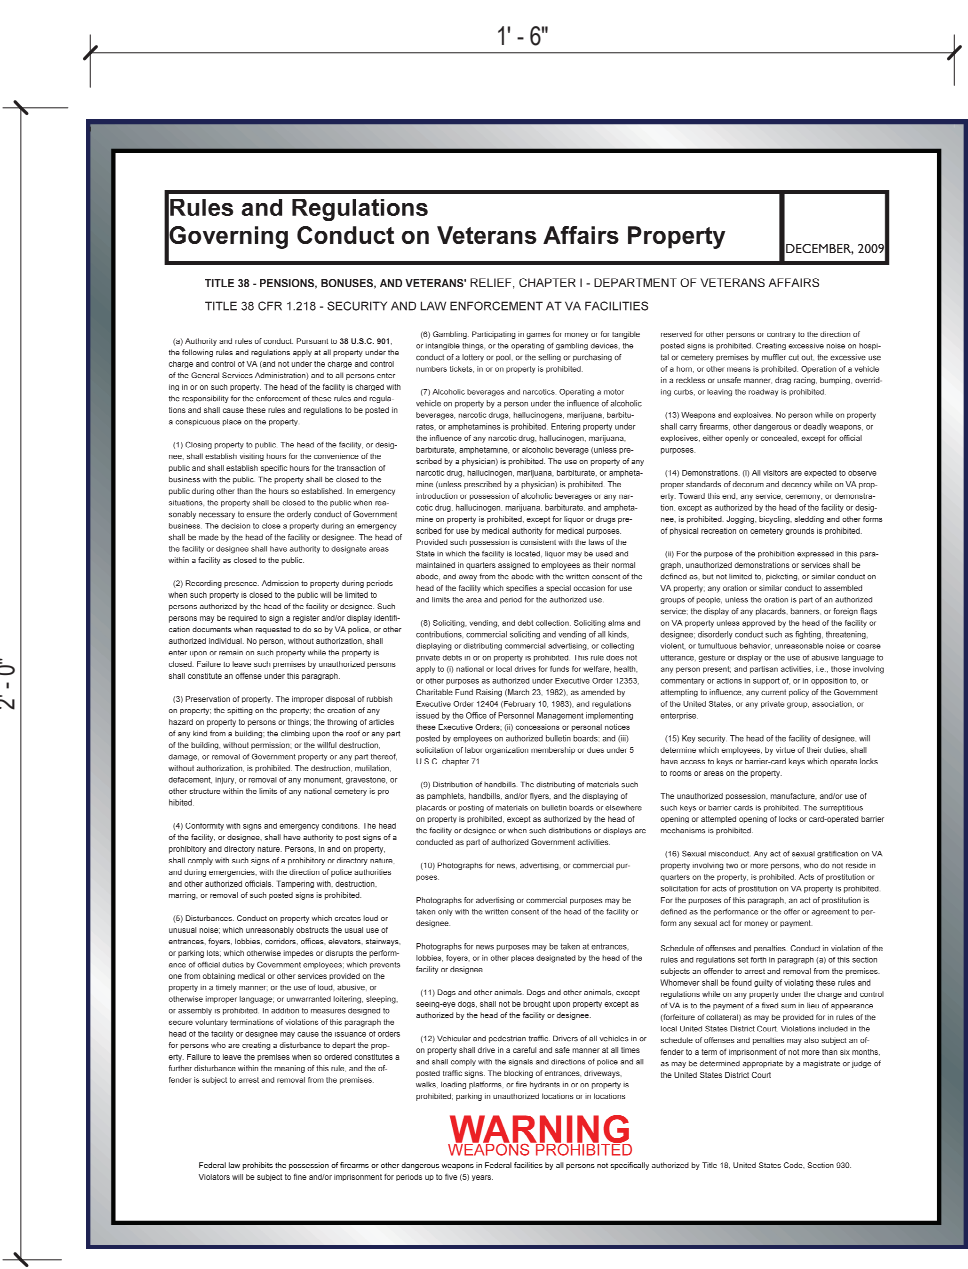 1' - 6"
2' - 0"
Rules and Regulations
Governing Conduct on Veterans Affairs Property
DECEMBER, 2009
TITLE 38 - PENSIONS, BONUSES, AND VETERANS' RELIEF, CHAPTER I - DEPARTMENT OF VETERANS AFFAIRS
TITLE 38 CFR 1.218 - SECURITY AND LAW ENFORCEMENT AT VA FACILITIES
(a) Authority and rules of conduct. Pursuant to 38 U.S.C. 901,
the following rules and regulations apply at all property under the
charge and control of VA (and not under the charge and control
of the General Services Administration) and to all persons enter
ing in or on such property. The head of the facility is charged with
the responsibility for the enforcement of these rules and regula-
tions and shall cause these rules and regulations to be posted in
a conspicuous place on the property.
(1) Closing property to public. The head of the facility, or desig-
nee, shall establish visiting hours for the convenience of the
public and shall establish specific hours for the transaction of
business with the public. The property shall be closed to the
public during other than the hours so established. In emergency
situations, the property shall be closed to the public when rea-
sonably necessary to ensure the orderly conduct of Government
business. The decision to close a property during an emergency
shall be made by the head of the facility or designee. The head of
the facility or designee shall have authority to designate areas
within a facility as closed to the public.
(2) Recording presence. Admission to property during periods
when such property is closed to the public will be limited to
persons authorized by the head of the facility or designee. Such
persons may be required to sign a register and/or display identifi-
cation documents when requested to do so by VA police, or other
authorized individual. No person, without authorization, shall
enter upon or remain on such property while the property is
closed. Failure to leave such premises by unauthorized persons
shall constitute an offense under this paragraph.
(3) Preservation of property. The improper disposal of rubbish
on property; the spitting on the property; the creation of any
hazard on property to persons or things; the throwing of articles
of any kind from a building; the climbing upon the roof or any part
of the building, without permission; or the willful destruction,
damage, or removal of Government property or any part thereof,
without authorization, is prohibited. The destruction, mutilation,
defacement, injury, or removal of any monument, gravestone, or
other structure within the limits of any national cemetery is pro
hibited.
(4) Conformity with signs and emergency conditions. The head
of the facility, or designee, shall have authority to post signs of a
prohibitory and directory nature. Persons, in and on property,
shall comply with such signs of a prohibitory or directory nature,
and during emergencies, with the direction of police authorities
and other authorized officials. Tampering with, destruction,
marring, or removal of such posted signs is prohibited.
(5) Disturbances. Conduct on property which creates loud or
unusual noise; which unreasonably obstructs the usual use of
entrances, foyers, lobbies, corridors, offices, elevators, stairways,
or parking lots; which otherwise impedes or disrupts the perform-
ance of official duties by Government employees; which prevents
one from obtaining medical or other services provided on the
property in a timely manner; or the use of loud, abusive, or
otherwise improper language; or unwarranted loitering, sleeping,
or assembly is prohibited. In addition to measures designed to
secure voluntary terminations of violations of this paragraph the
head of the facility or designee may cause the issuance of orders
for persons who are creating a disturbance to depart the prop-
erty. Failure to leave the premises when so ordered constitutes a
further disturbance within the meaning of this rule, and the of-
fender is subject to arrest and removal from the premises.
(6) Gambling. Participating in games for money or for tangible
or intangible things, or the operating of gambling devices, the
conduct of a lottery or pool, or the selling or purchasing of
numbers tickets, in or on property is prohibited.
(7) Alcoholic beverages and narcotics. Operating a motor
vehicle on property by a person under the influence of alcoholic
beverages, narcotic drugs, hallucinogens, marijuana, barbitu-
rates, or amphetamines is prohibited. Entering property under
the influence of any narcotic drug, hallucinogen, marijuana,
barbiturate, amphetamine, or alcoholic beverage (unless pre-
scribed by a physician) is prohibited. The use on property of any
narcotic drug, hallucinogen, marijuana, barbiturate, or ampheta-
mine (unless prescribed by a physician) is prohibited. The
introduction or possession of alcoholic beverages or any nar-
cotic drug, hallucinogen, marijuana, barbiturate, and ampheta-
mine on property is prohibited, except for liquor or drugs pre-
scribed for use by medical authority for medical purposes.
Provided such possession is consistent with the laws of the
State in which the facility is located, liquor may be used and
maintained in quarters assigned to employees as their normal
abode, and away from the abode with the written consent of the
head of the facility which specifies a special occasion for use
and limits the area and period for the authorized use.
(8) Soliciting, vending, and debt collection. Soliciting alms and
contributions, commercial soliciting and vending of all kinds,
displaying or distributing commercial advertising, or collecting
private debts in or on property is prohibited. This rule does not
apply to (i) national or local drives for funds for welfare, health,
or other purposes as authorized under Executive Order 12353,
Charitable Fund Raising (March 23, 1982), as amended by
Executive Order 12404 (February 10, 1983), and regulations
issued by the Office of Personnel Management implementing
these Executive Orders; (ii) concessions or personal notices
posted by employees on authorized bulletin boards; and (iii)
solicitation of labor organization membership or dues under 5
U.S.C. chapter 71
(9) Distribution of handbills. The distributing of materials such
as pamphlets, handbills, and/or flyers, and the displaying of
placards or posting of materials on bulletin boards or elsewhere
on property is prohibited, except as authorized by the head of
the facility or designee or when such distributions or displays are
conducted as part of authorized Government activities.
(10) Photographs for news, advertising, or commercial pur-
poses.
Photographs for advertising or commercial purposes may be
taken only with the written consent of the head of the facility or
designee.
Photographs for news purposes may be taken at entrances,
lobbies, foyers, or in other places designated by the head of the
facility or designee
(11) Dogs and other animals. Dogs and other animals, except
seeing-eye dogs, shall not be brought upon property except as
authorized by the head of the facility or designee.
(12) Vehicular and pedestrian traffic. Drivers of all vehicles in or
on property shall drive in a careful and safe manner at all times
and shall comply with the signals and directions of police and all
posted traffic signs. The blocking of entrances, driveways,
walks, loading platforms, or fire hydrants in or on property is
prohibited; parking in unauthorized locations or in locations
reserved for other persons or contrary to the direction of
posted signs is prohibited. Creating excessive noise on hospi-
tal or cemetery premises by muffler cut out, the excessive use
of a horn, or other means is prohibited. Operation of a vehicle
in a reckless or unsafe manner, drag racing, bumping, overrid-
ing curbs, or leaving the roadway is prohibited.
(13) Weapons and explosives. No person while on property
shall carry firearms, other dangerous or deadly weapons, or
explosives, either openly or concealed, except for official
purposes.
(14) Demonstrations. (I) All visitors are expected to observe
proper standards of decorum and decency while on VA prop-
erty. Toward this end, any service, ceremony, or demonstra-
tion, except as authorized by the head of the facility or desig-
nee, is prohibited. Jogging, bicycling, sledding and other forms
of physical recreation on cemetery grounds is prohibited.
(ii) For the purpose of the prohibition expressed in this para-
graph, unauthorized demonstrations or services shall be
defined as, but not limited to, picketing, or similar conduct on
VA property; any oration or similar conduct to assembled
groups of people, unless the oration is part of an authorized
service; the display of any placards, banners, or foreign flags
on VA property unless approved by the head of the facility or
designee; disorderly conduct such as fighting, threatening,
violent, or tumultuous behavior, unreasonable noise or coarse
utterance, gesture or display or the use of abusive language to
any person present; and partisan activities, i.e., those involving
commentary or actions in support of, or in opposition to, or
attempting to influence, any current policy of the Government
of the United States, or any private group, association, or
enterprise.
(15) Key security. The head of the facility of designee, will
determine which employees, by virtue of their duties, shall
have access to keys or barrier-card keys which operate locks
to rooms or areas on the property.
The unauthorized possession, manufacture, and/or use of
such keys or barrier cards is prohibited. The surreptitious
opening or attempted opening of locks or card-operated barrier
mechanisms is prohibited.
(16) Sexual misconduct. Any act of sexual gratification on VA
property involving two or more persons, who do not reside in
quarters on the property, is prohibited. Acts of prostitution or
solicitation for acts of prostitution on VA property is prohibited.
For the purposes of this paragraph, an act of prostitution is
defined as the performance or the offer or agreement to per-
form any sexual act for money or payment.
Schedule of offenses and penalties. Conduct in violation of the
rules and regulations set forth in paragraph (a) of this section
subjects an offender to arrest and removal from the premises.
Whomever shall be found guilty of violating these rules and
regulations while on any property under the charge and control
of VA is to the payment of a fixed sum in lieu of appearance
(forfeiture of collateral) as may be provided for in rules of the
local United States District Court. Violations included in the
schedule of offenses and penalties may also subject an of-
fender to a term of imprisonment of not more than six months,
as may be determined appropriate by a magistrate or judge of
the United States District Court
WARNING
WEAPONS PROHIBITED
Federal law prohibits the possession of firearms or other dangerous weapons in Federal facilities by all persons not specifically authorized by Title 18, United States Code, Section 930.
Violators will be subject to fine and/or imprisonment for periods up to five (5) years.